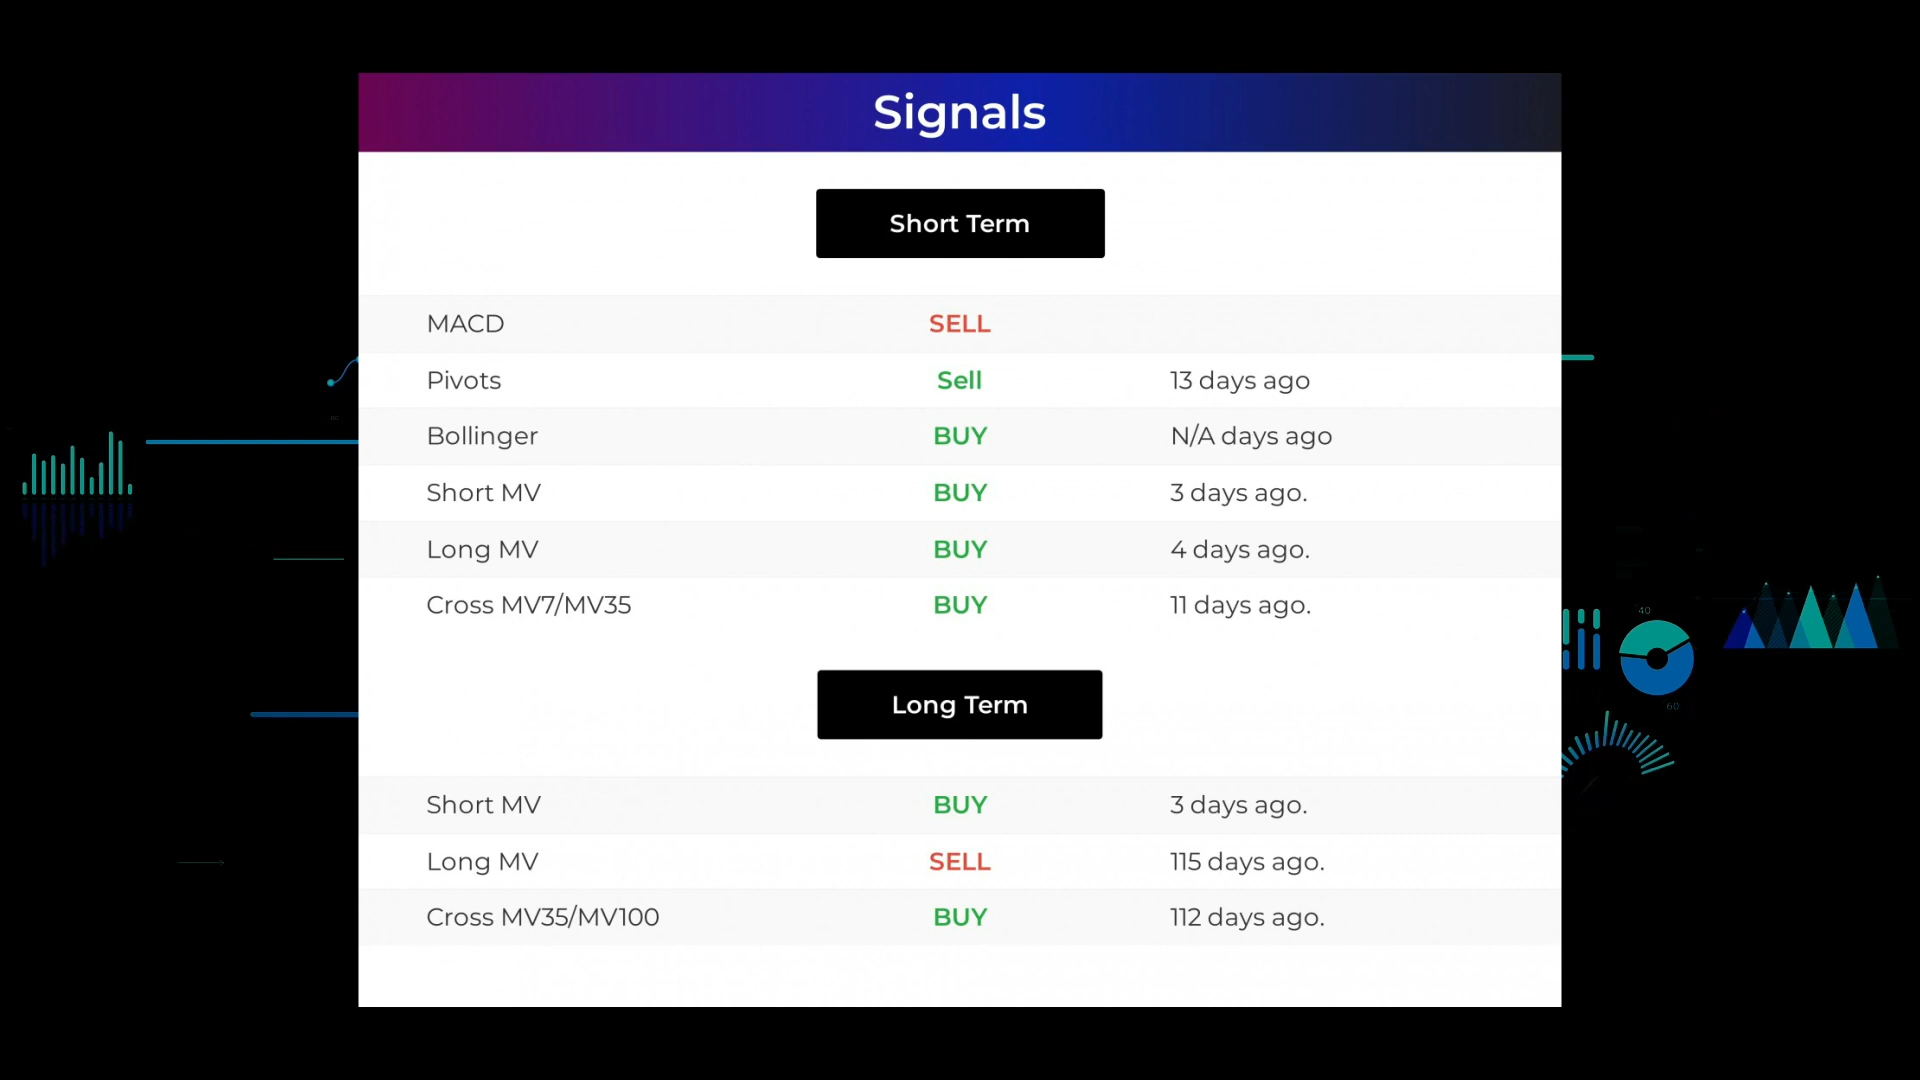 Signals
Short Term
MACD SELL
Pivots Sell 13 days ago
Bollinger BUY N/A days ago
Short MV BUY 3 days ago.
Long MV BUY 4 days ago.
Cross MV7/MV35 BUY 11 days ago.
40
60
Long Term
Short MV BUY 3 days ago.
Long MV SELL 115 days ago.
Cross MV35/MV100 BUY 112 days ago.